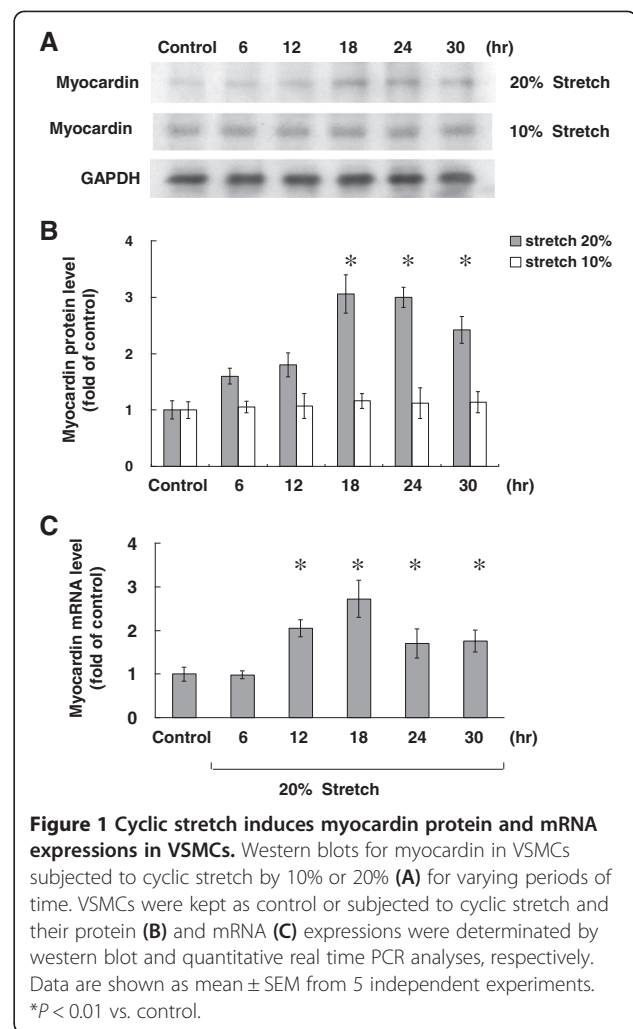 A
Control 6 12 18 24 30 (hr)
Myocardin 20% Stretch
Myocardin 10% Stretch
GAPDH
B
Myocardin protein level
(fold of control)
4
3
2
1
0
* * *
stretch 20%
stretch 10%
Control 6 12 18 24 30 (hr)
C
Myocardin mRNA level
(fold of control)
4
3
2
1
0
* * * *
Control 6 12 18 24 30 (hr)
20% Stretch
Figure 1 Cyclic stretch induces myocardin protein and mRNA
expressions in VSMCs. Western blots for myocardin in VSMCs
subjected to cyclic stretch by 10% or 20% (A) for varying periods of
time. VSMCs were kept as control or subjected to cyclic stretch and
their protein (B) and mRNA (C) expressions were determinated by
western blot and quantitative real time PCR analyses, respectively.
Data are shown as mean ± SEM from 5 independent experiments.
*P < 0.01 vs. control.